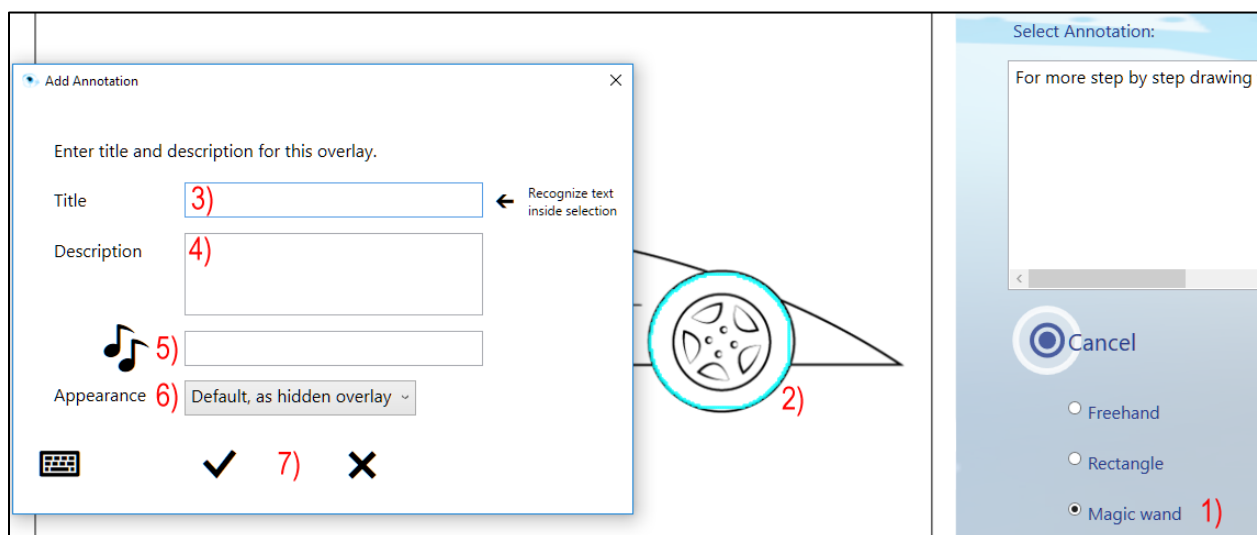 Add Annotation
Enter title and description for this overlay.
Title
3)
Recognize text
inside selection
Description
4)
5)
Appearance 6) Default, as hidden overlay
7)
2)
Select Annotation:
For more step by step drawing
Cancel
Freehand
Rectangle
Magic wand 1)